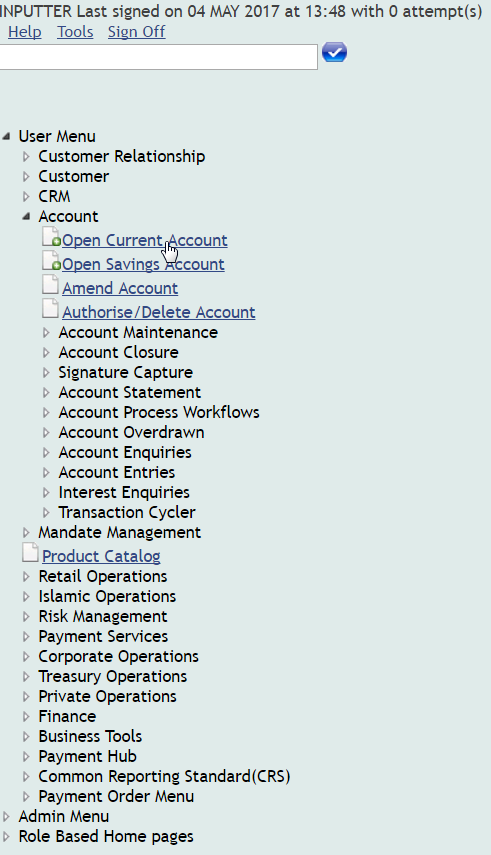 INPUTTER Last signed on 04 MAY 2017 at 13:48 with 0 attempt(s)
Help Tools Sign Off
User Menu
Customer Relationship
Customer
CRM
Account
Open Current Account
Open Savings Account
Amend Account
Authorise/Delete Account
Account Maintenance
Account Closure
Signature Capture
Account Statement
Account Process Workflows
Account Overdrawn
Account Enquiries
Account Entries
Interest Enquiries
Transaction Cycler
Mandate Management
Product Catalog
Retail Operations
Islamic Operations
Risk Management
Payment Services
Corporate Operations
Treasury Operations
Private Operations
Finance
Business Tools
Payment Hub
Common Reporting Standard(CRS)
Payment Order Menu
Admin Menu
Role Based Home pages